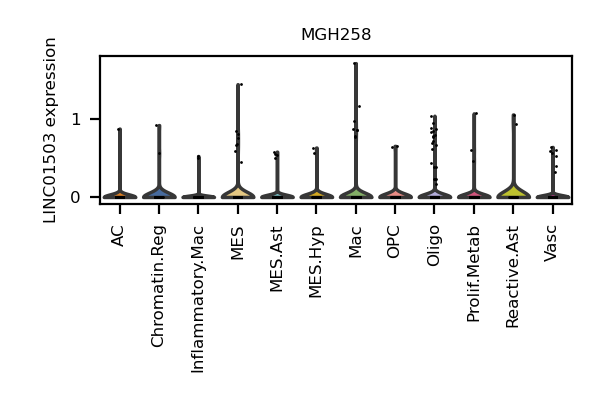 MGH258
LINC01503 expression
1
0
AC
Chromatin.Reg
Inflammatory.Mac
MES
MES.Ast
MES.Hyp
Mac
OPC
Oligo
Prolif.Metab
Reactive.Ast
Vasc